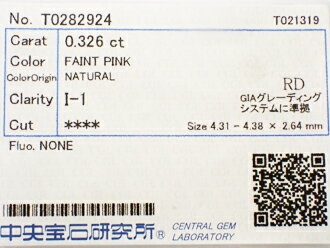 No. T0282924 T021319
Carat 0.326 ct
Color FAINT PINK
ColorOrigin NATURAL
RD
Clarity I-1
GIAグレーディング
システムに準拠
Cut ****
Size 4.31 - 4.38 × 2.64 mm
Fluo. NONE
中央宝石研究所® CENTRAL GEM
LABORATORY